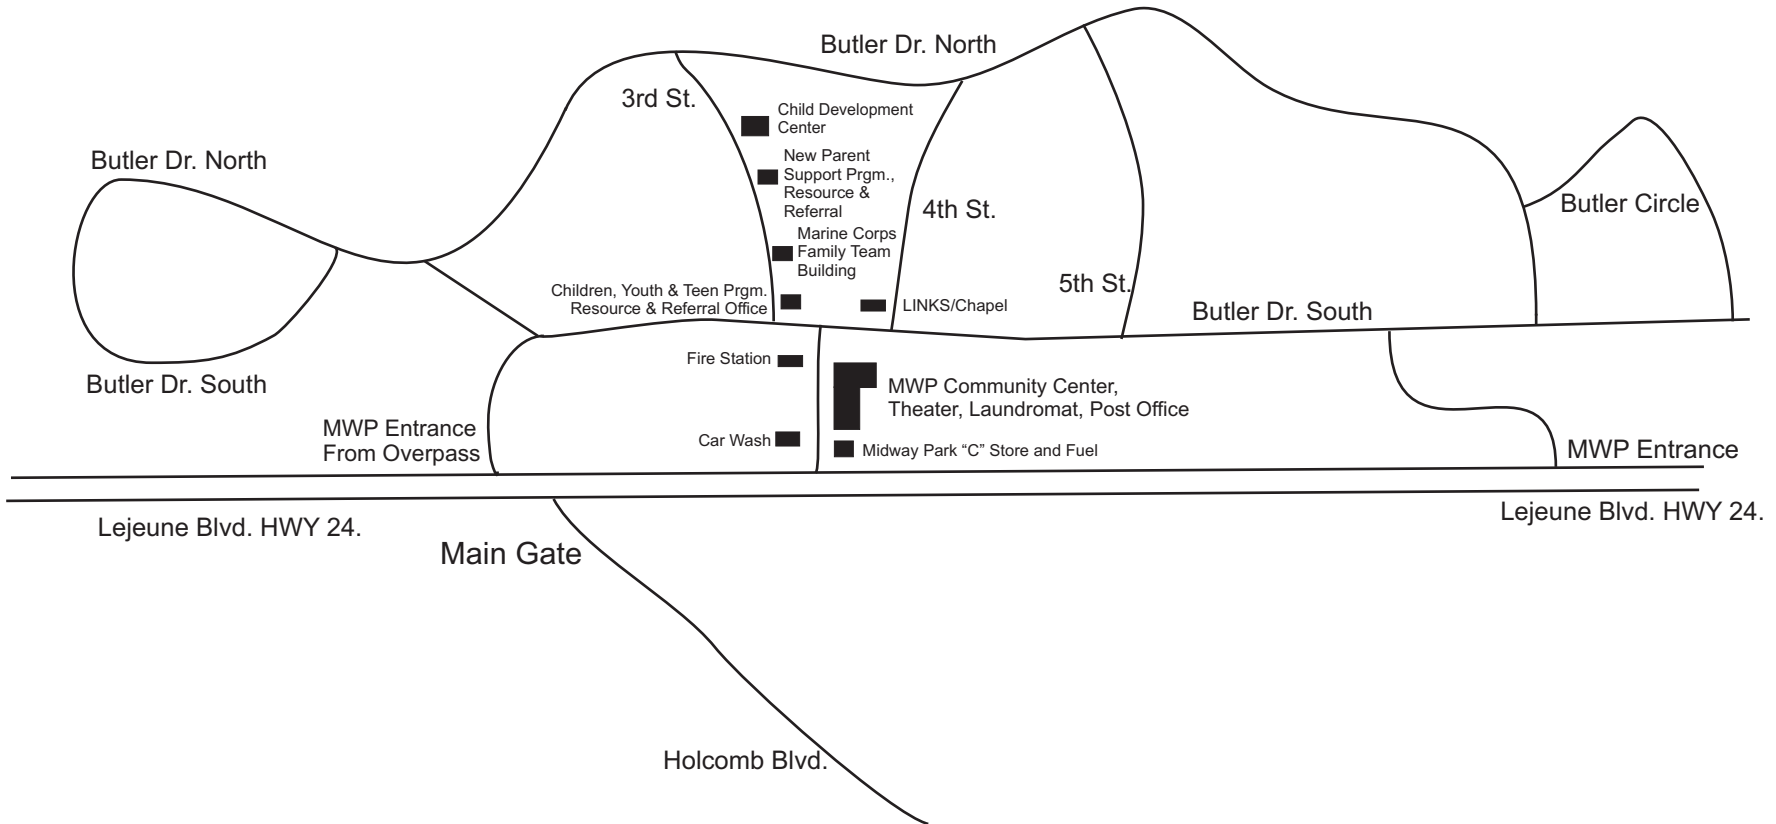 Butler Dr. North
3rd St.
Child Development
Center
Butler Dr. North
New Parent
Support Prgm.,
Resource &
Referral
4th St.
Butler Circle
Marine Corps
Family Team
Building
5th St.
Children, Youth & Teen Prgm.
Resource & Referral Office
LINKS/Chapel
Butler Dr. South
Fire Station
Butler Dr. South
MWP Community Center,
Theater, Laundromat, Post Office
MWP Entrance
From Overpass
Car Wash
Midway Park “C” Store and Fuel
MWP Entrance
Lejeune Blvd. HWY 24.
Lejeune Blvd. HWY 24.
Main Gate
Holcomb Blvd.